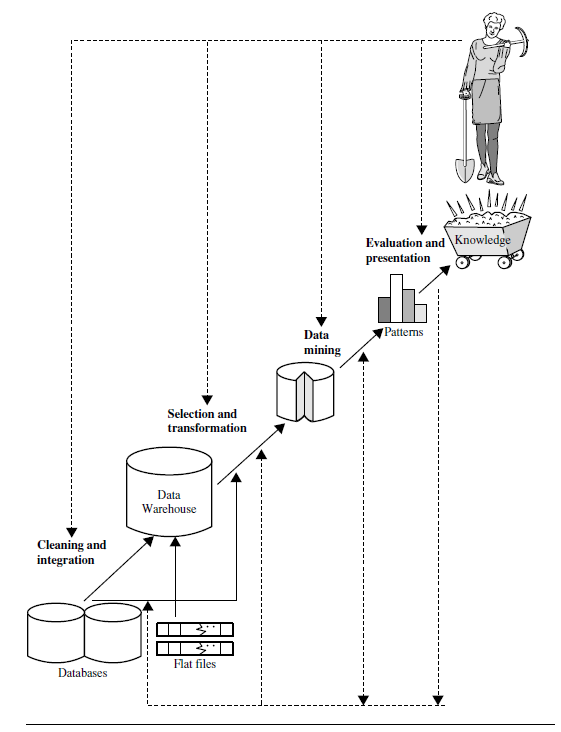 Evaluation and
presentation
Knowledge
Patterns
Data
mining
Selection and
transformation
Data
Warehouse
Cleaning and
integration
Databases
Flat files